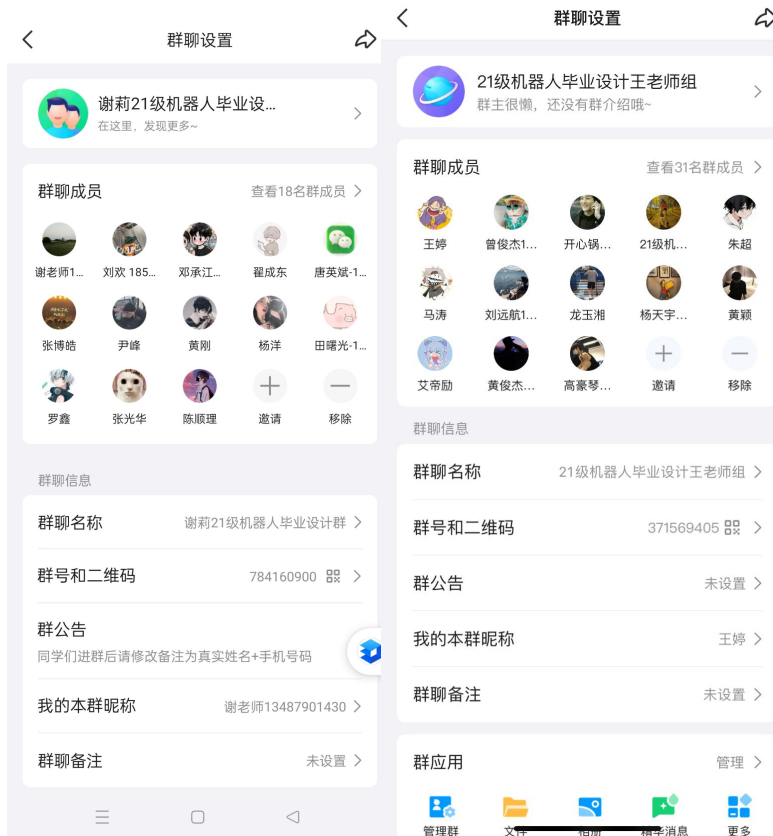 群聊设置
谢莉21级机器人毕业设...
在这里，发现更多~
群聊成员
查看18名群成员
谢老师1...
刘欢 185...
邓承江...
翟成东
唐英斌-1...
张博皓
尹峰
黄刚
杨洋
田曙光-1...
罗鑫
张光华
陈顺理
邀请
移除
群聊信息
群聊名称
谢莉21级机器人毕业设计群
群号和二维码
784160900
群公告
同学们进群后请修改备注为真实姓名+手机号码
我的本群昵称
谢老师13487901430
群聊备注
未设置
群聊设置
21级机器人毕业设计王老师组
群主很懒，还没有群介绍哦~
群聊成员
查看31名群成员
王婷
曾俊杰1...
开心锅...
21级机...
朱超
马涛
刘远航1...
龙玉湘
杨天宇...
黄颖
艾帝励
黄俊杰...
高豪琴...
邀请
移除
群聊信息
群聊名称
21级机器人毕业设计王老师组
群号和二维码
371569405
群公告
未设置
我的本群昵称
王婷
群聊备注
未设置
群应用
管理
管理群
文件
相册
精华消息
更多